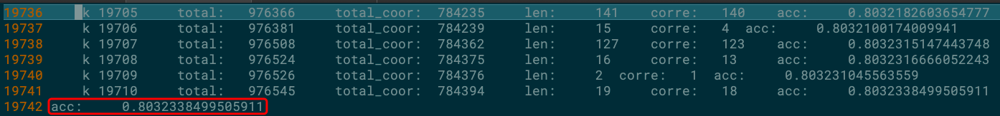 19736 k 19705 total: 976366 total_coor: 784235 len: 141 corre: 140 acc: 0.8032182603654777
19737 k 19706 total: 976381 total_coor: 784239 len: 15 corre: 4 acc: 0.8032100174009941
19738 k 19707 total: 976508 total_coor: 784362 len: 127 corre: 123 acc: 0.8032315147443748
19739 k 19708 total: 976524 total_coor: 784375 len: 16 corre: 13 acc: 0.8032316666052243
19740 k 19709 total: 976526 total_coor: 784376 len: 2 corre: 1 acc: 0.803231045563559
19741 k 19710 total: 976545 total_coor: 784394 len: 19 corre: 18 acc: 0.8032338499505911
19742 acc: 0.8032338499505911